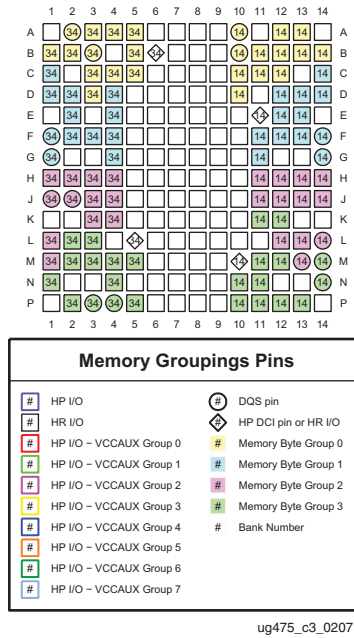 1 2 3 4 5 6 7 8 9 10 11 12 13 14
A 34 34 34 34 14 14 14 A
B 34 34 34 34 34 14 14 14 14 14 B
C 34 34 34 34 14 14 14 14 C
D 34 34 34 34 14 14 14 14 D
E 34 34 14 14 14 E
F 34 34 34 34 14 14 14 14 F
G 34 34 14 14 G
H 34 34 34 34 14 14 14 14 H
J 34 34 34 34 14 14 14 14 J
K 34 34 14 14 K
L 34 34 34 34 14 14 14 L
M 34 34 34 34 34 14 14 14 14 14 M
N 34 34 14 14 14 N
P 34 34 34 34 14 14 14 14 P
1 2 3 4 5 6 7 8 9 10 11 12 13 14
Memory Groupings Pins
# HP I/O
# HR I/O
# HP I/O − VCCAUX Group 0
# HP I/O − VCCAUX Group 1
# HP I/O − VCCAUX Group 2
# HP I/O − VCCAUX Group 3
# HP I/O − VCCAUX Group 4
# HP I/O − VCCAUX Group 5
# HP I/O − VCCAUX Group 6
# HP I/O − VCCAUX Group 7
# DQS pin
# HP DCI pin or HR I/O
# Memory Byte Group 0
# Memory Byte Group 1
# Memory Byte Group 2
# Memory Byte Group 3
# Bank Number
ug475_c3_0207